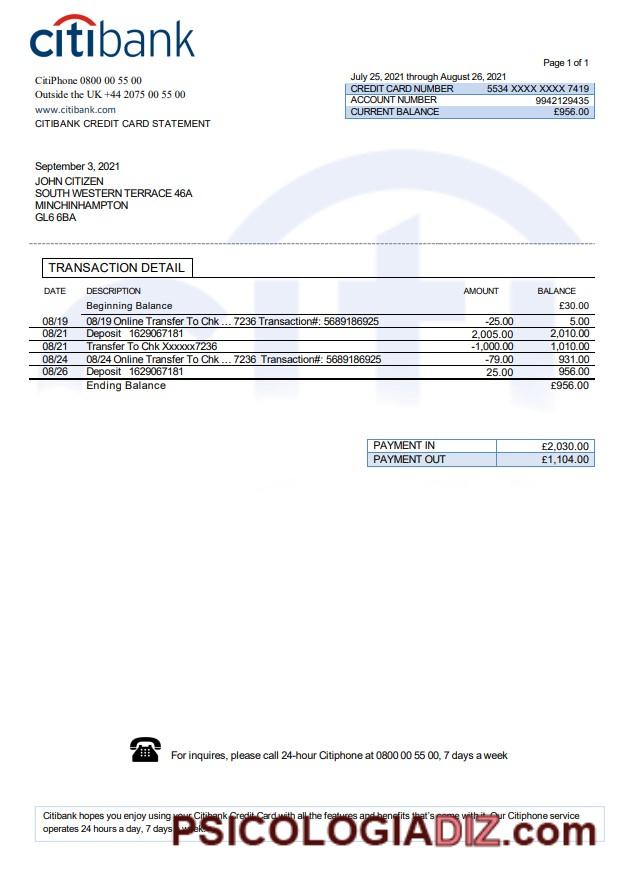 citibank
Page 1 of 1
CitiPhone 0800 00 55 00
Outside the UK +44 2075 00 55 00
www.citibank.com
CITIBANK CREDIT CARD STATEMENT
July 25, 2021 through August 26, 2021
CREDIT CARD NUMBER 5534 XXXX XXXX 7419
ACCOUNT NUMBER 9942129435
CURRENT BALANCE £956.00
September 3, 2021
JOHN CITIZEN
SOUTH WESTERN TERRACE 46A
MINCHINHAMPTON
GL6 6BA
TRANSACTION DETAIL
DATE DESCRIPTION AMOUNT BALANCE
Beginning Balance £30.00
08/19 08/19 Online Transfer To Chk ... 7236 Transaction#: 5689186925 -25.00 5.00
08/21 Deposit 1629067181 2,005.00 2,010.00
08/21 Transfer To Chk Xxxxxx7236 -1,000.00 1,010.00
08/24 08/24 Online Transfer To Chk ... 7236 Transaction#: 5689186925 -79.00 931.00
08/26 Deposit 1629067181 25.00 956.00
Ending Balance £956.00
PAYMENT IN £2,030.00
PAYMENT OUT £1,104.00
For inquires, please call 24-hour Citiphone at 0800 00 55 00, 7 days a week
Citibank hopes you enjoy using your Citibank Credit Card with all the features and benefits that's come with it. Our Citiphone service
operates 24 hours a day, 7 days a week.
PSICOLOGIADIZ.com